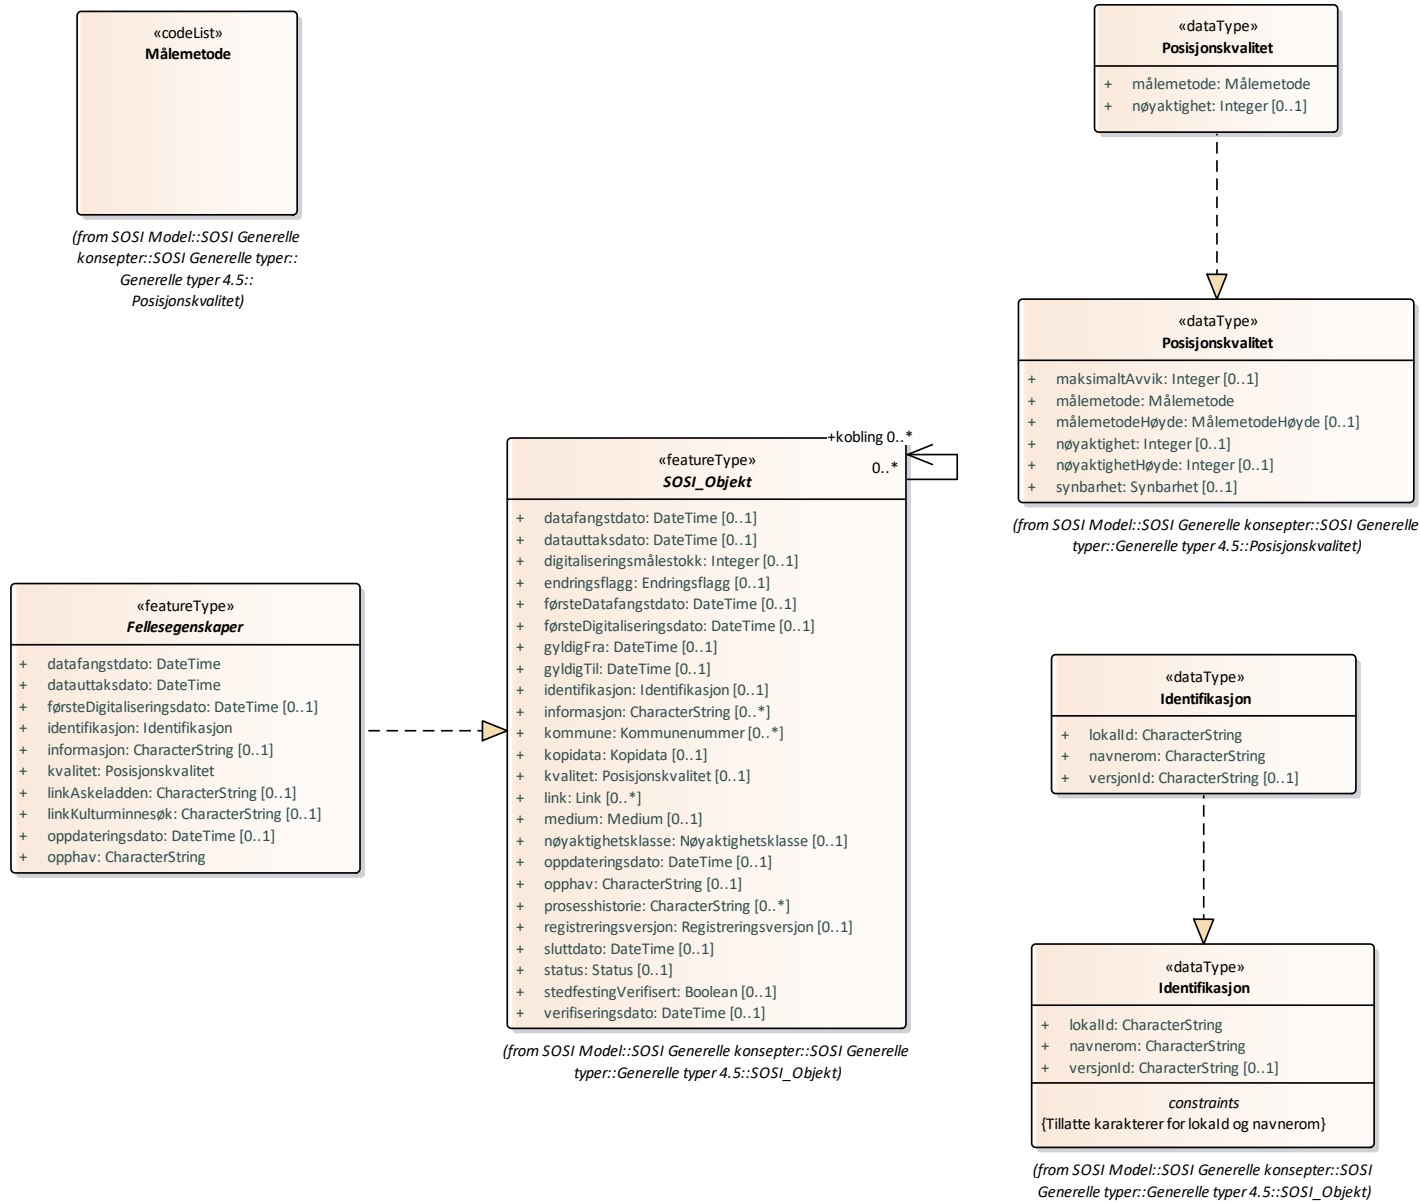 «codeList»
Målemetode
(from SOSI Model::SOSI Generelle
konsepter::SOSI Generelle typer::
Generelle typer 4.5::
Posisjonskvalitet)
«dataType»
Posisjonskvalitet
+ målemetode: Målemetode
+ nøyaktighet: Integer [0..1]
«dataType»
Posisjonskvalitet
+ maksimaltAvvik: Integer [0..1]
+ målemetode: Målemetode
+ målemetodeHøyde: MålemetodeHøyde [0..1]
+ nøyaktighet: Integer [0..1]
+ nøyaktighetHøyde: Integer [0..1]
+ synbarhet: Synbarhet [0..1]
(from SOSI Model::SOSI Generelle konsepter::SOSI Generelle
typer::Generelle typer 4.5::Posisjonskvalitet)
+kobling 0..*
0..*
«featureType»
SOSI_Objekt
+ datafangstdato: DateTime [0..1]
+ datauttaksdato: DateTime [0..1]
+ digitaliseringsmålestokk: Integer [0..1]
+ endringsflagg: Endringsflagg [0..1]
+ førsteDatafangstdato: DateTime [0..1]
+ førsteDigitaliseringsdato: DateTime [0..1]
+ gyldigFra: DateTime [0..1]
+ gyldigTil: DateTime [0..1]
+ identifikasjon: Identifikasjon [0..1]
+ informasjon: CharacterString [0..*]
+ kommune: Kommunenummer [0..*]
+ kopidata: Kopidata [0..1]
+ kvalitet: Posisjonskvalitet [0..1]
+ link: Link [0..*]
+ medium: Medium [0..1]
+ nøyaktighetsklasse: Nøyaktighetsklasse [0..1]
+ oppdateringsdato: DateTime [0..1]
+ opphav: CharacterString [0..1]
+ prosesshistorie: CharacterString [0..*]
+ registreringsversjon: Registreringsversjon [0..1]
+ sluttdato: DateTime [0..1]
+ status: Status [0..1]
+ stedfestingVerifisert: Boolean [0..1]
+ verifiseringsdato: DateTime [0..1]
(from SOSI Model::SOSI Generelle konsepter::SOSI Generelle
typer::Generelle typer 4.5::SOSI_Objekt)
«featureType»
Fellesegenskaper
+ datafangstdato: DateTime
+ datauttaksdato: DateTime
+ førsteDigitaliseringsdato: DateTime [0..1]
+ identifikasjon: Identifikasjon
+ informasjon: CharacterString [0..1]
+ kvalitet: Posisjonskvalitet
+ linkAskeladden: CharacterString [0..1]
+ linkKulturminnesøk: CharacterString [0..1]
+ oppdateringsdato: DateTime [0..1]
+ opphav: CharacterString
«dataType»
Identifikasjon
+ lokalId: CharacterString
+ navnerom: CharacterString
+ versjonId: CharacterString [0..1]
«dataType»
Identifikasjon
+ lokalId: CharacterString
+ navnerom: CharacterString
+ versjonId: CharacterString [0..1]
constraints
{Tillatte karakterer for lokaId og navnerom}
(from SOSI Model::SOSI Generelle konsepter::SOSI
Generelle typer::Generelle typer 4.5::SOSI_Objekt)